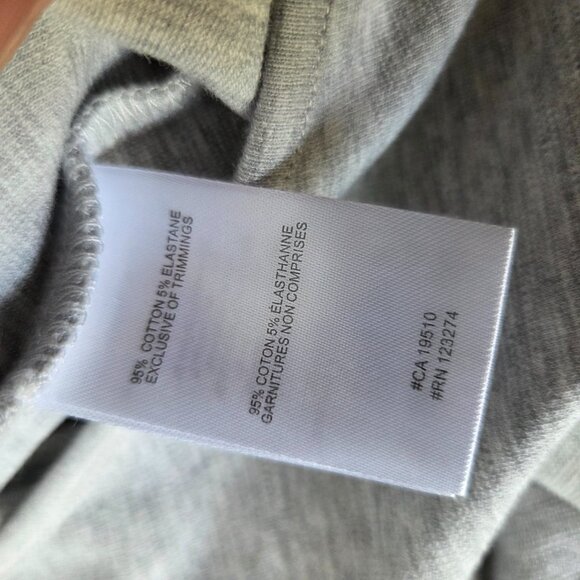 95% COTTON 5% ELASTANE
EXCLUSIVE OF TRIMMINGS
95% COTON 5% ÉLASTHANNE
GARNITURES NON COMPRISES
#CA 19510
#RN 123274